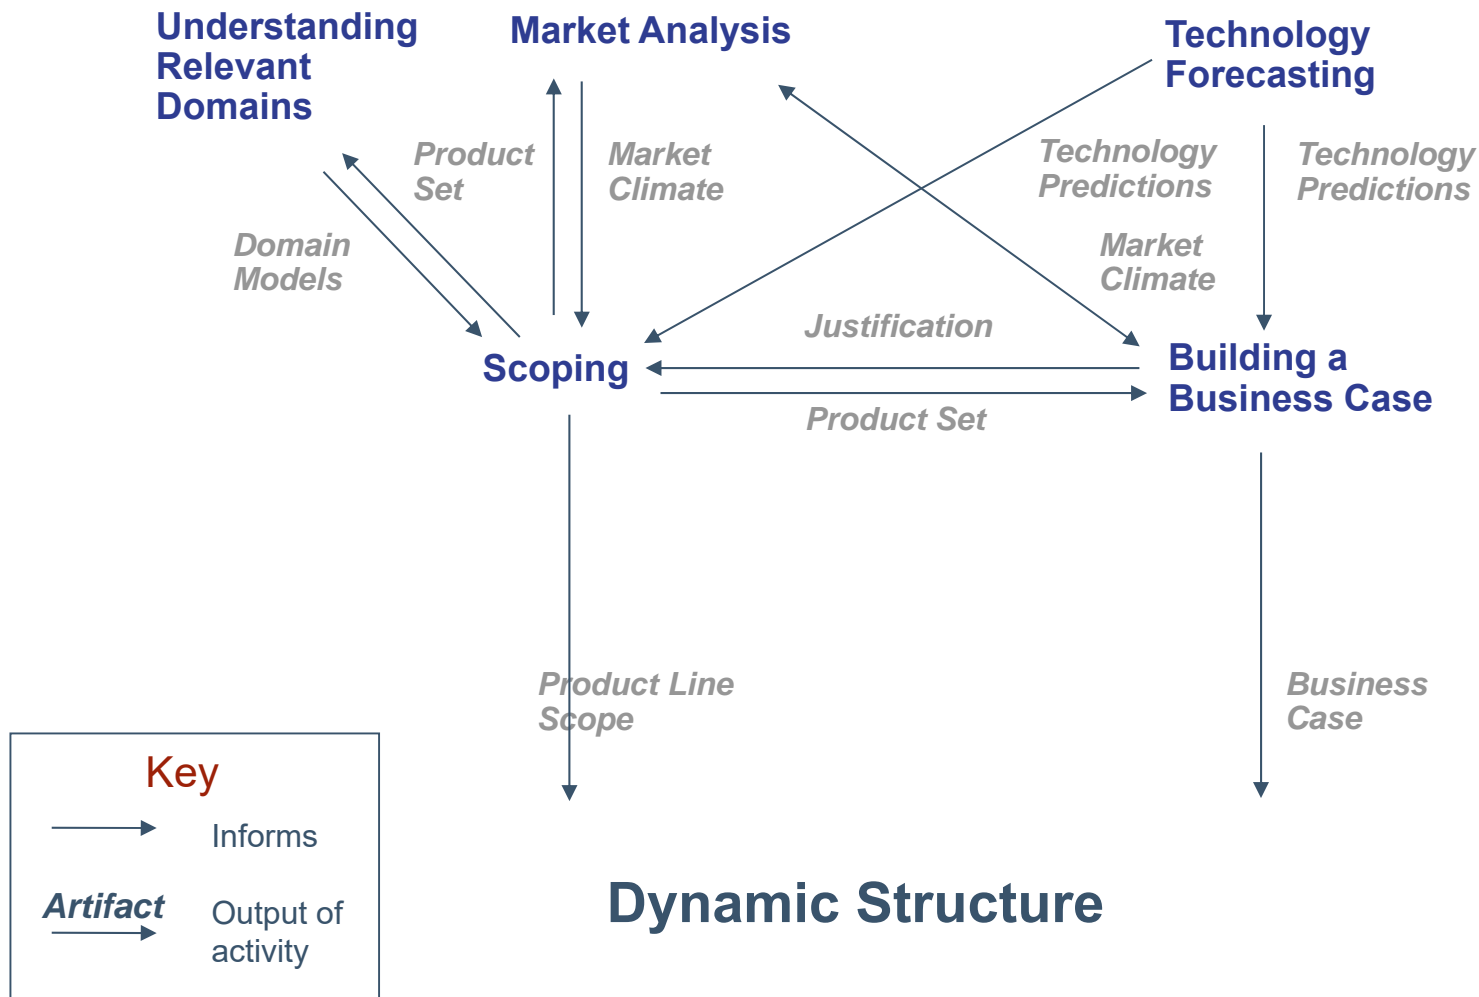 Understanding
Relevant
Domains
Market Analysis
Technology
Forecasting
Product
Set
Market
Climate
Technology
Predictions
Technology
Predictions
Domain
Models
Market
Climate
Justification
Scoping
Building a
Business Case
Product Set
Product Line
Scope
Business
Case
Key
Informs
Artifact
Output of
activity
Dynamic Structure